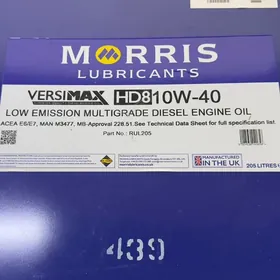 MORRIS
LUBRICANTS
VERSIMAX HD8 10W-40
LOW EMISSION MULTIGRADE DIESEL ENGINE OIL
ACEA E6/E7, MAN M3477, MS-Approval 228.51. See Technical Data Sheet for full specification list.
Part No.: RUL205
MANUFACTURED
IN THE UK
205 LITRES
439